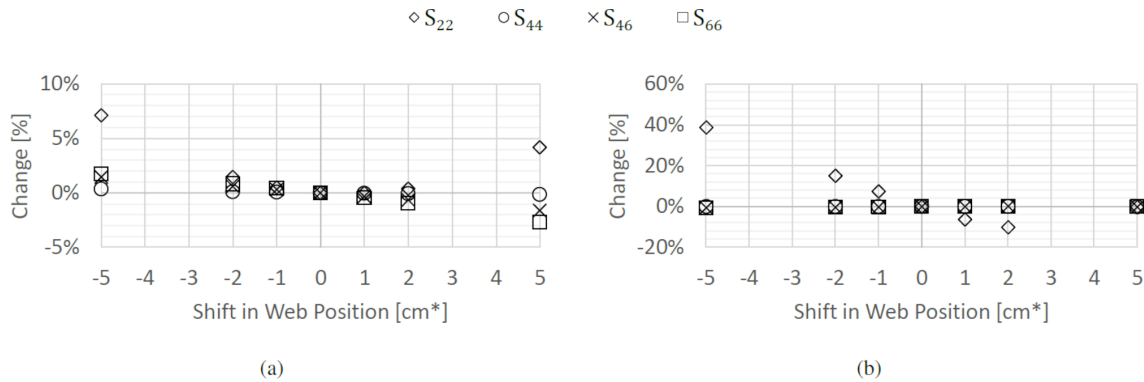 S22 S44 S46 S66
10%
5%
0%
-5%
Change [%]
-5 -4 -3 -2 -1 0 1 2 3 4 5
Shift in Web Position [cm*]
(a)
60%
40%
20%
0%
-20%
Change [%]
-5 -4 -3 -2 -1 0 1 2 3 4 5
Shift in Web Position [cm*]
(b)